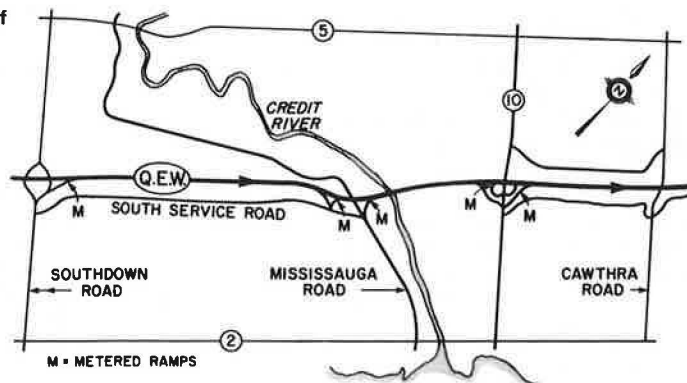 f
5
CREDIT
RIVER
10
N
Q.E.W.
M
SOUTH SERVICE ROAD
M
M
M
M
SOUTHDOWN
ROAD
MISSISSAUGA
ROAD
CAWTHRA
ROAD
2
M = METERED RAMPS